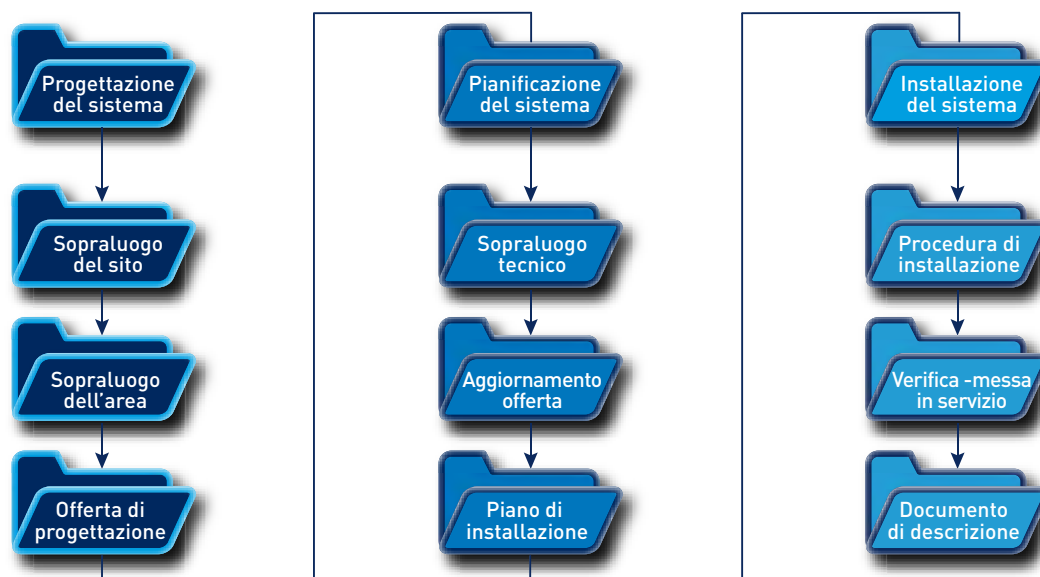 Progettazione
del sistema
Sopraluogo
del sito
Sopraluogo
dell'area
Offerta di
progettazione
Pianificazione
del sistema
Sopraluogo
tecnico
Aggiornamento
offerta
Piano di
installazione
Installazione
del sistema
Procedura di
installazione
Verifica -messa
in servizio
Documento
di descrizione